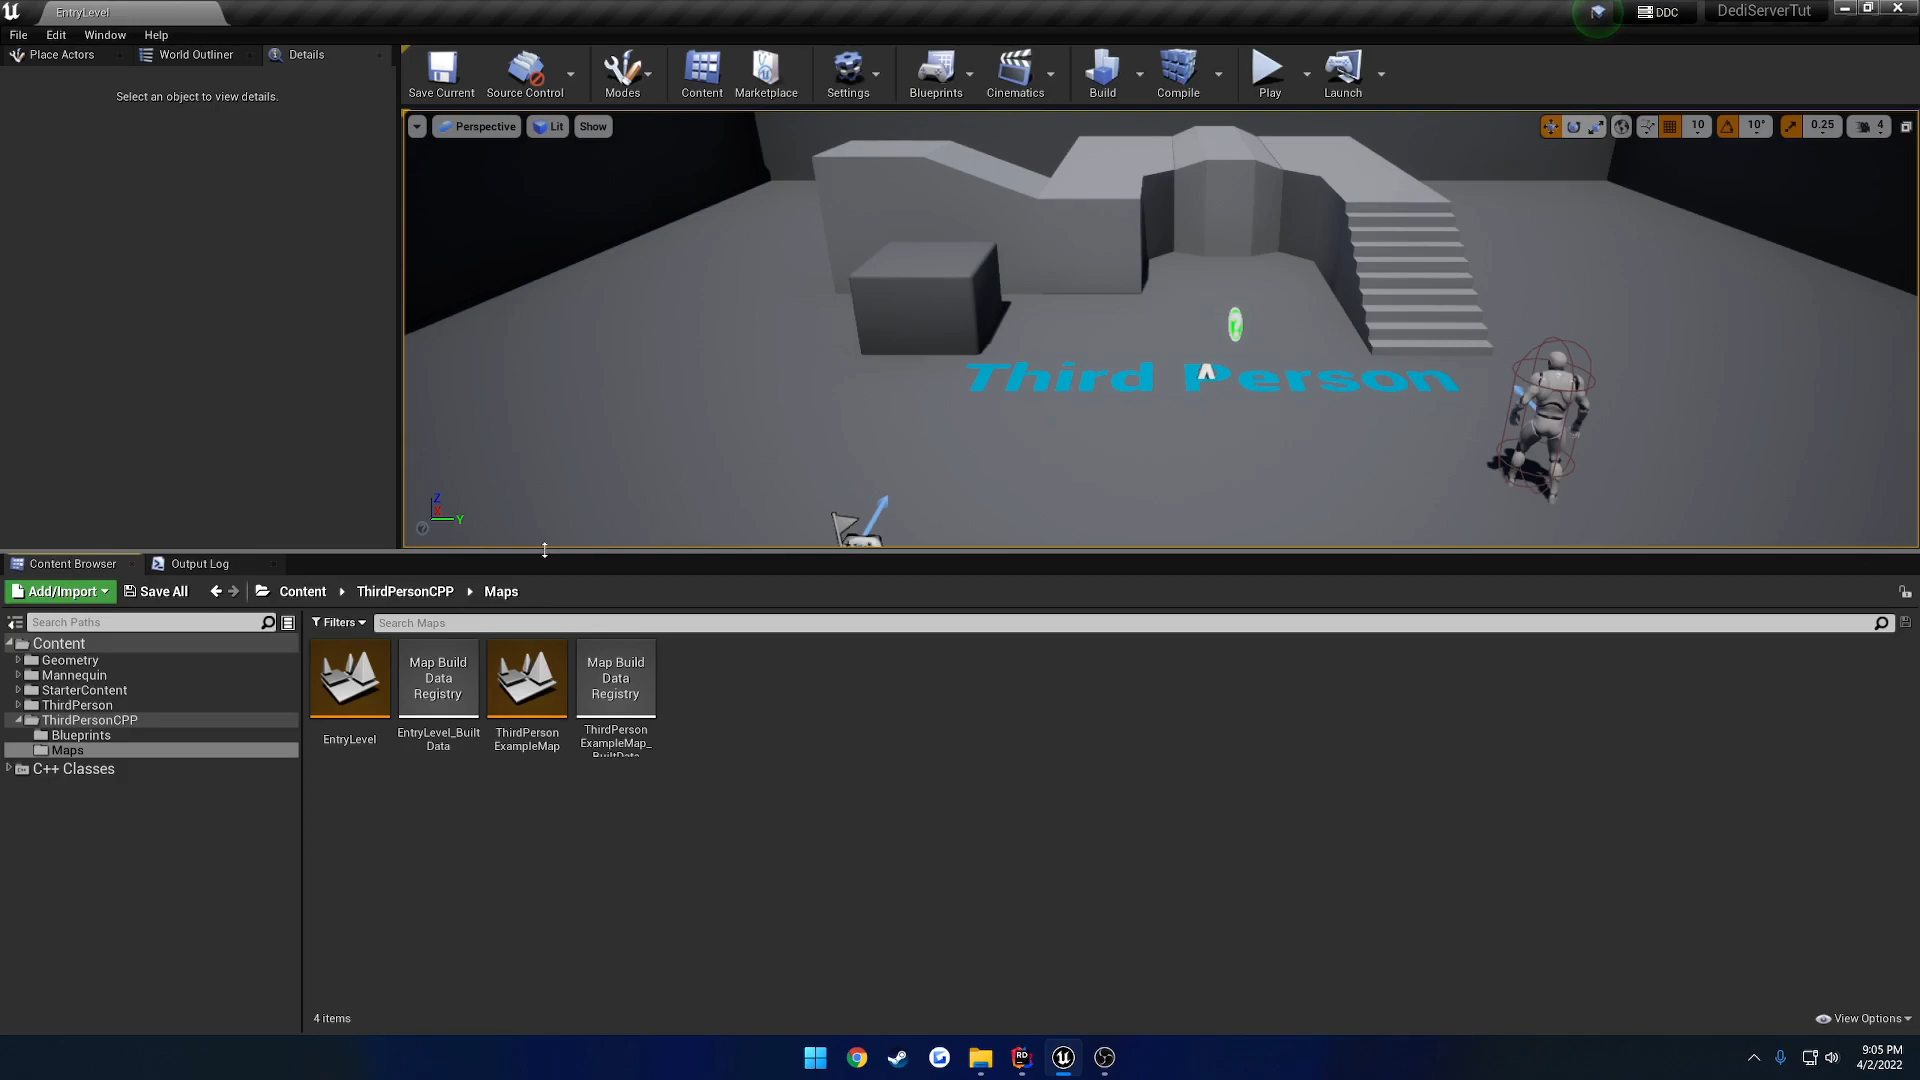 EntryLevel
DDC
DediServerTut
File Edit Window Help
Place Actors World Outliner Details
Select an object to view details.
Save Current Source Control Modes Content Marketplace Settings Blueprints Cinematics Build Compile Play Launch
Perspective Lit Show
10 10° 0.25 4
Third Person
Z
X
Y
Content Browser Output Log
Add/Import Save All Content ThirdPersonCPP Maps
Search Paths
Filters Search Maps
Content
Geometry
Mannequin
StarterContent
ThirdPerson
ThirdPersonCPP
Blueprints
Maps
C++ Classes
Map Build
Data
Registry
Map Build
Data
Registry
EntryLevel
EntryLevel_Built
Data
ThirdPerson
ExampleMap
ThirdPerson
ExampleMap_
BuiltData
4 items
View Options
RD
9:05 PM
4/2/2022